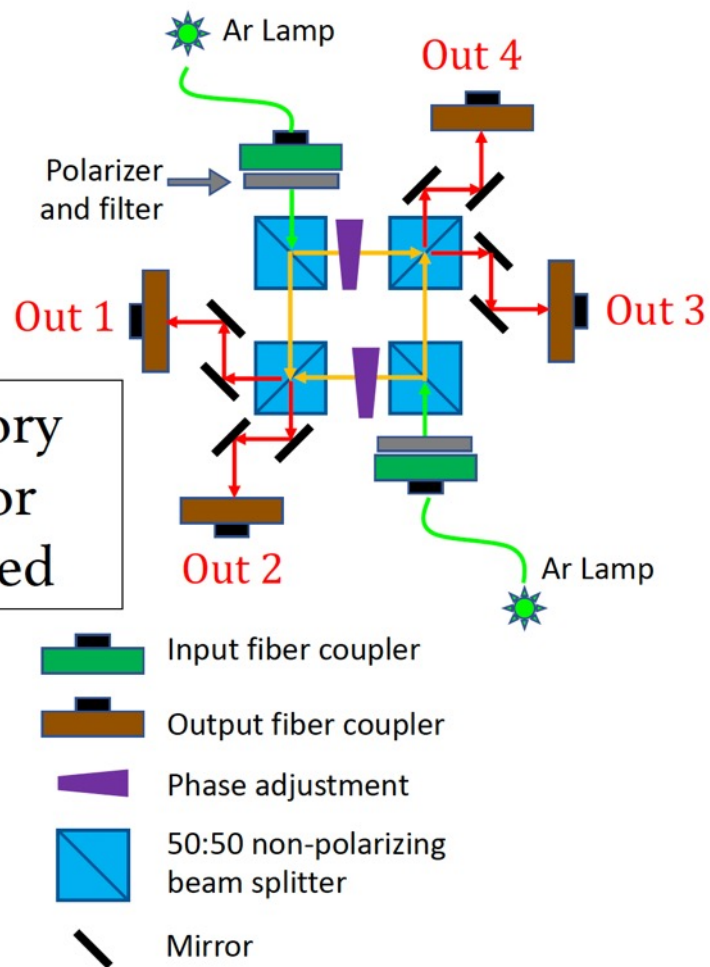 Ar Lamp
Out 4
Polarizer
and filter
Out 1
Out 3
ory
or
ed
Out 2
Ar Lamp
Input fiber coupler
Output fiber coupler
Phase adjustment
50:50 non-polarizing
beam splitter
Mirror